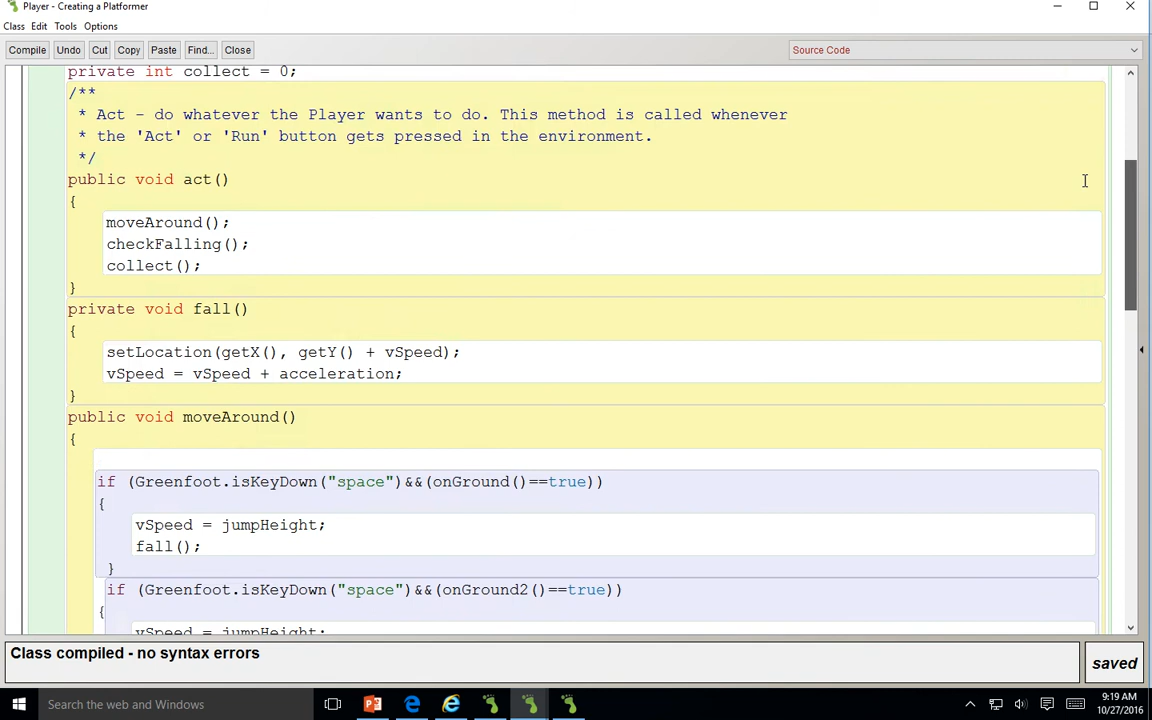 Player - Creating a Platformer
Class Edit Tools Options
Compile Undo Cut Copy Paste Find... Close Source Code
private int collect = 0;
/**
* Act - do whatever the Player wants to do. This method is called whenever
* the 'Act' or 'Run' button gets pressed in the environment.
*/
public void act()
{
moveAround();
checkFalling();
collect();
}
private void fall()
{
setLocation(getX(), getY() + vSpeed);
vSpeed = vSpeed + acceleration;
}
public void moveAround()
{
if (Greenfoot.isKeyDown("space")&&(onGround()==true))
{
vSpeed = jumpHeight;
fall();
}
if (Greenfoot.isKeyDown("space")&&(onGround2()==true))
{
vSpeed = jumpHeight;
Class compiled - no syntax errors
saved
Search the web and Windows
9:19 AM
10/27/2016